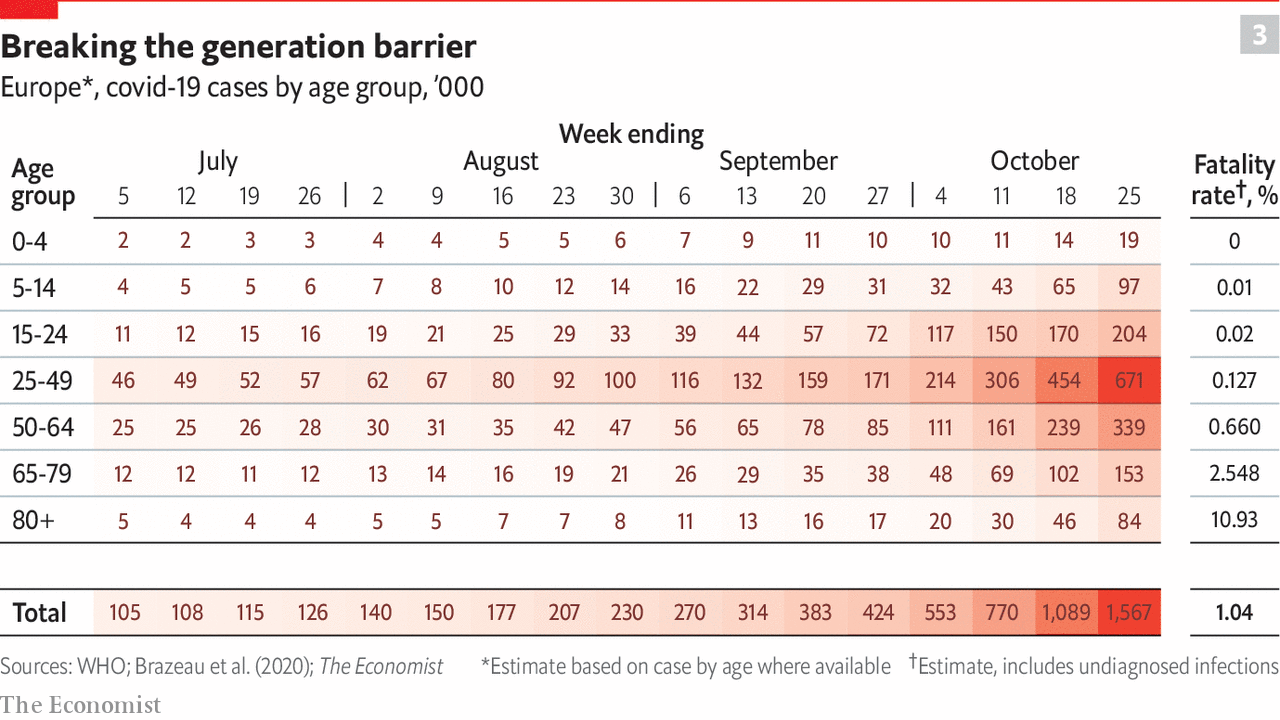 3
Breaking the generation barrier
Europe*, covid-19 cases by age group, ’000
Week ending
Age group July August September October Fatality rate†, %
5 12 19 26 | 2 9 16 23 30 | 6 13 20 27 | 4 11 18 25
0-4 2 2 3 3 4 4 5 5 6 7 9 11 10 10 11 14 19 0
5-14 4 5 5 6 7 8 10 12 14 16 22 29 31 32 43 65 97 0.01
15-24 11 12 15 16 19 21 25 29 33 39 44 57 72 117 150 170 204 0.02
25-49 46 49 52 57 62 67 80 92 100 116 132 159 171 214 306 454 671 0.127
50-64 25 25 26 28 30 31 35 42 47 56 65 78 85 111 161 239 339 0.660
65-79 12 12 11 12 13 14 16 19 21 26 29 35 38 48 69 102 153 2.548
80+ 5 4 4 4 5 5 7 7 8 11 13 16 17 20 30 46 84 10.93
Total 105 108 115 126 140 150 177 207 230 270 314 383 424 553 770 1,089 1,567 1.04
Sources: WHO; Brazeau et al. (2020); The Economist *Estimate based on case by age where available †Estimate, includes undiagnosed infections
The Economist